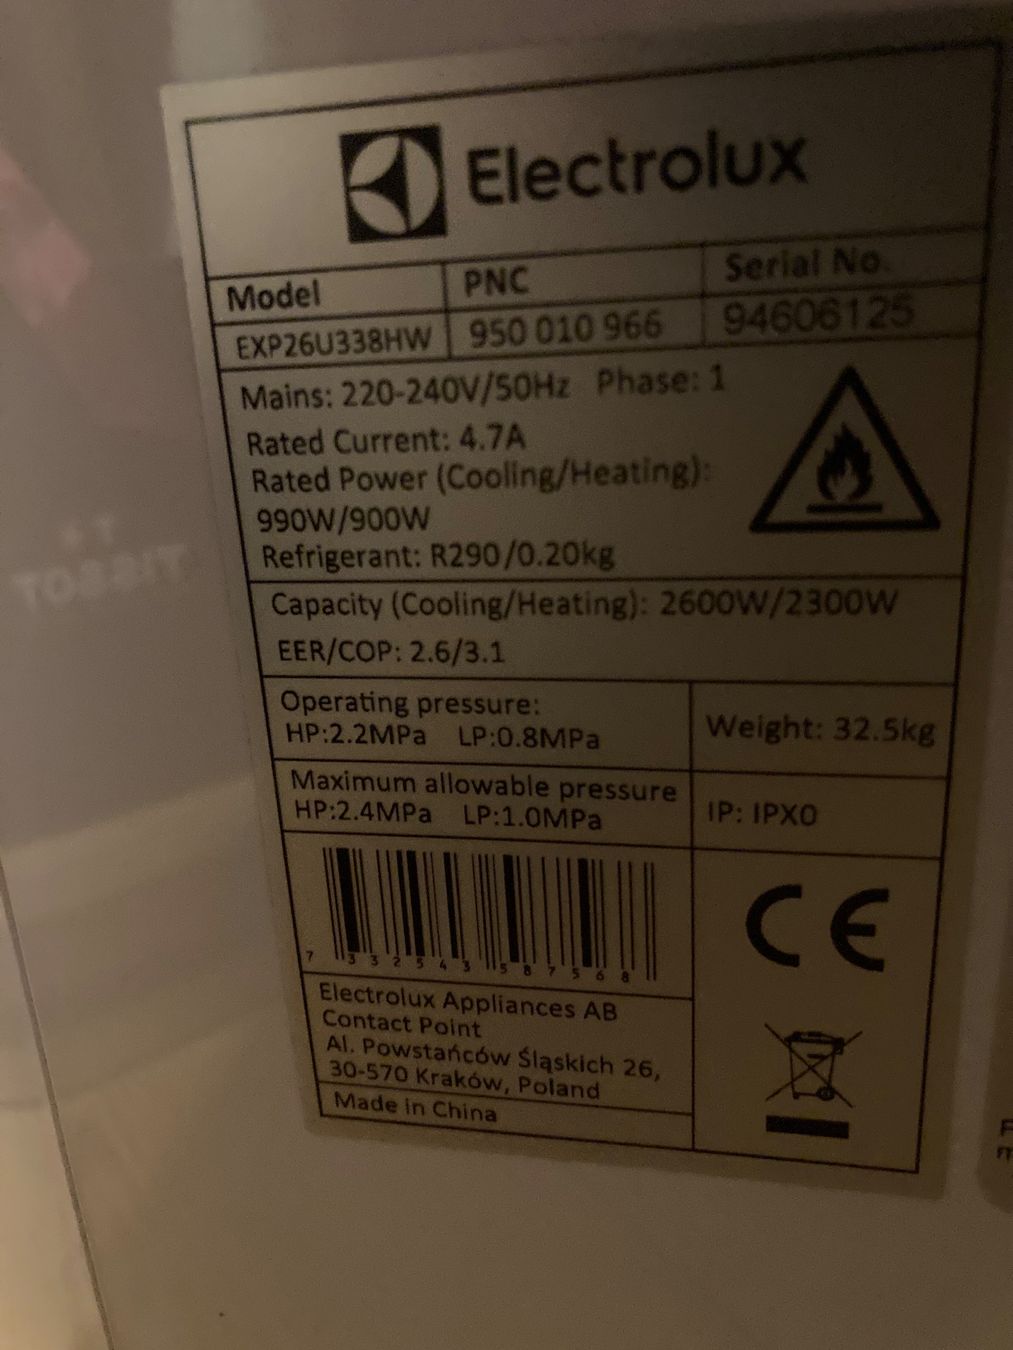 Electrolux
Model PNC Serial No.
EXP26U338HW 950 010 966 94606125
Mains: 220-240V/50Hz Phase: 1
Rated Current: 4.7A
Rated Power (Cooling/Heating):
990W/900W
Refrigerant: R290/0.20kg
Capacity (Cooling/Heating): 2600W/2300W
EER/COP: 2.6/3.1
Operating pressure:
HP:2.2MPa LP:0.8MPa
Weight: 32.5kg
Maximum allowable pressure
HP:2.4MPa LP:1.0MPa
IP: IPX0
7 332543 587568
CE
Electrolux Appliances AB
Contact Point
Al. Powstańców Śląskich 26,
30-570 Kraków, Poland
Made in China